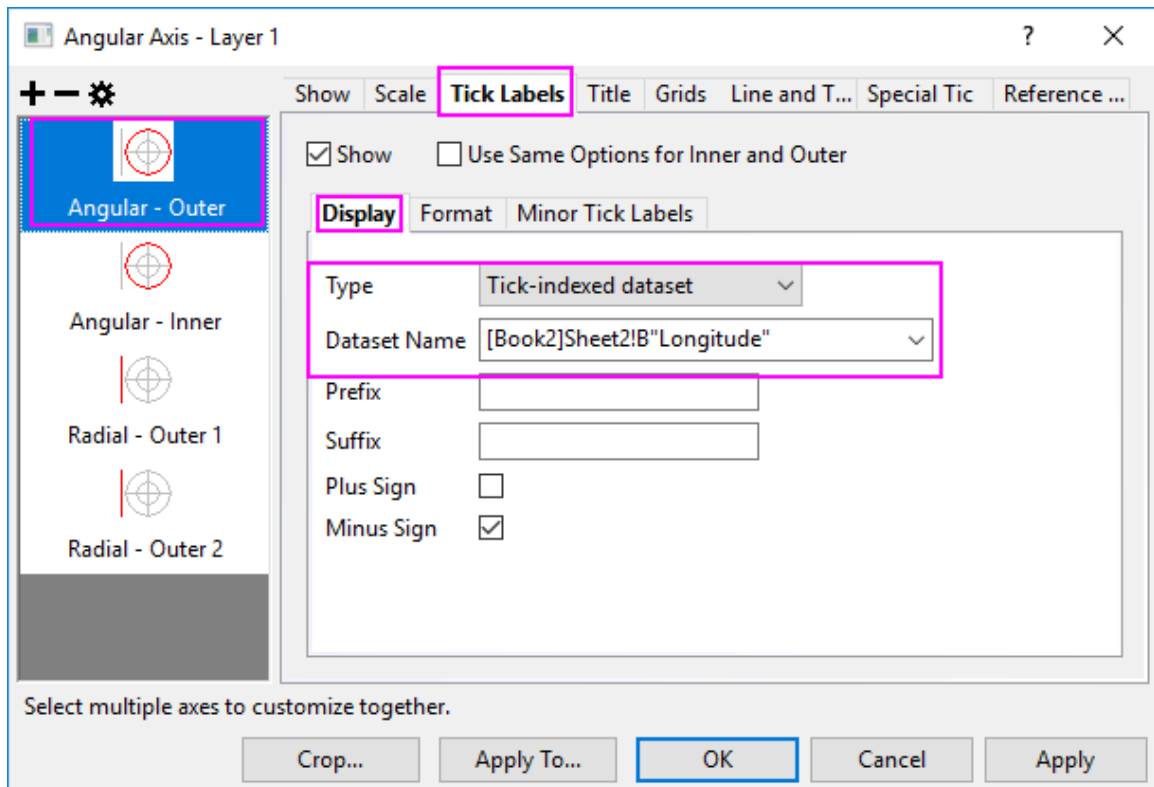 Angular Axis - Layer 1
?
Show Scale Tick Labels Title Grids Line and T... Special Tic Reference ...
Angular - Outer
Angular - Inner
Radial - Outer 1
Radial - Outer 2
Show Use Same Options for Inner and Outer
Display Format Minor Tick Labels
Type Tick-indexed dataset
Dataset Name [Book2]Sheet2!B"Longitude"
Prefix
Suffix
Plus Sign
Minus Sign
Select multiple axes to customize together.
Crop... Apply To... OK Cancel Apply